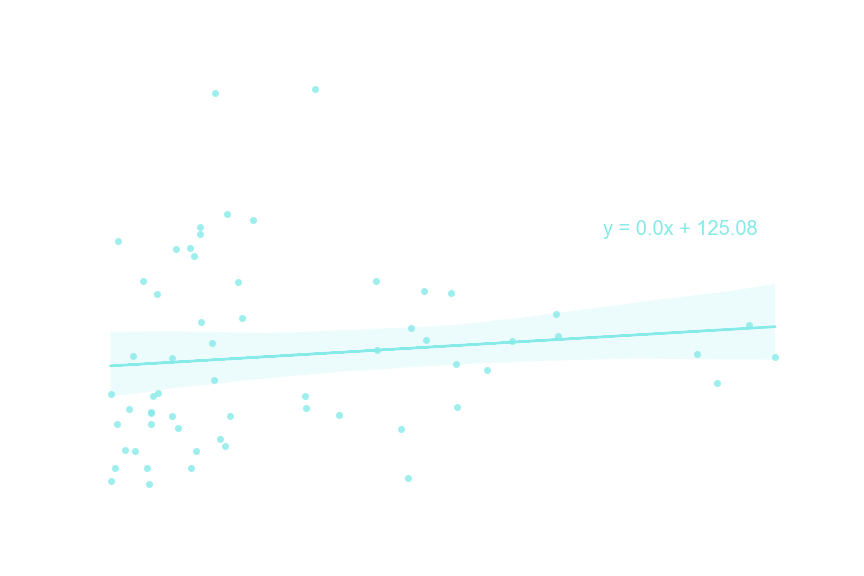 y = 0.0x + 125.08